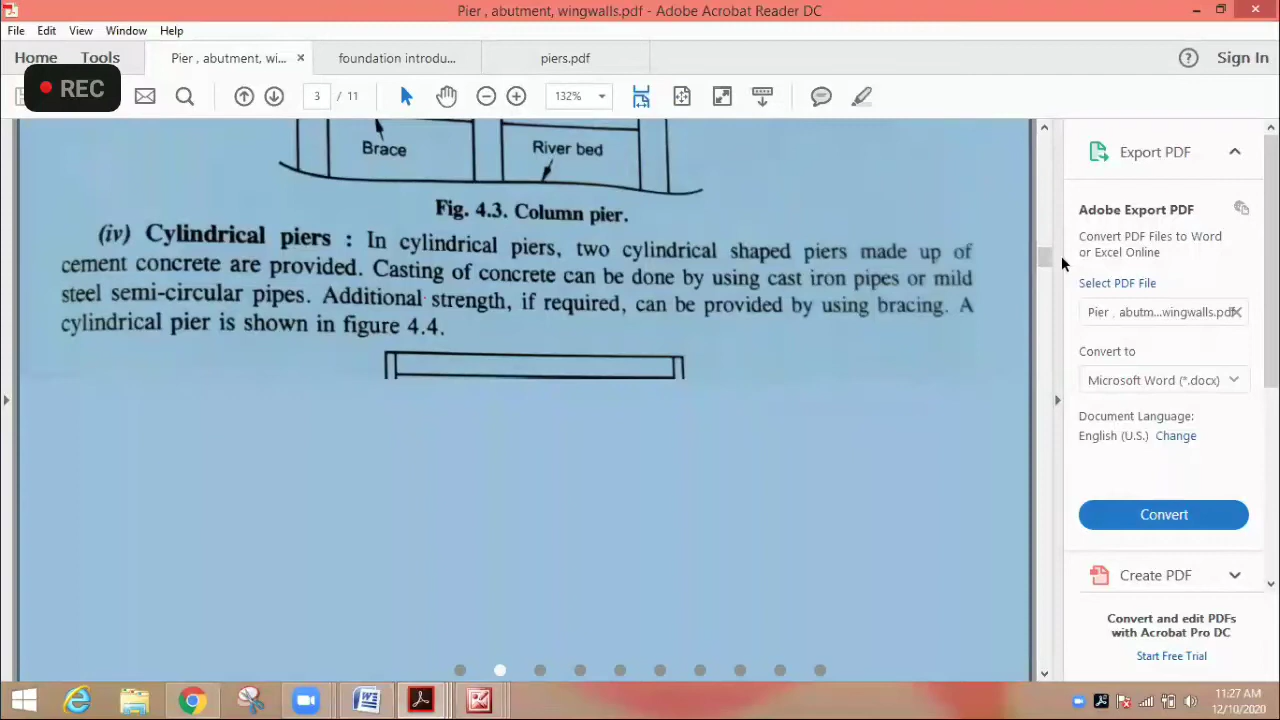 Pier , abutment, wingwalls.pdf - Adobe Acrobat Reader DC
File Edit View Window Help
Home Tools Pier , abutment, wi... × foundation introdu... piers.pdf Sign In
REC
3 / 11 132%
Brace
River bed
Fig. 4.3. Column pier.
(iv) Cylindrical piers : In cylindrical piers, two cylindrical shaped piers made up of
cement concrete are provided. Casting of concrete can be done by using cast iron pipes or mild
steel semi-circular pipes. Additional strength, if required, can be provided by using bracing. A
cylindrical pier is shown in figure 4.4.
Export PDF
Adobe Export PDF
Convert PDF Files to Word
or Excel Online
Select PDF File
Pier , abutm...wingwalls.pdf
Convert to
Microsoft Word (*.docx)
Document Language:
English (U.S.) Change
Convert
Create PDF
Convert and edit PDFs
with Acrobat Pro DC
Start Free Trial
11:27 AM
12/10/2020